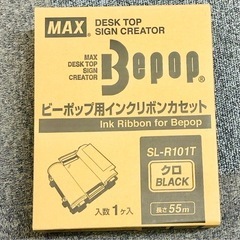 MAX DESK TOP
SIGN CREATOR
MAX
DESK TOP
SIGN
CREATOR
Bepop®
ビーポップ用インクリボンカセット
Ink Ribbon for Bepop
SL-R101T
クロ
BLACK
入数1ヶ入
長さ55m